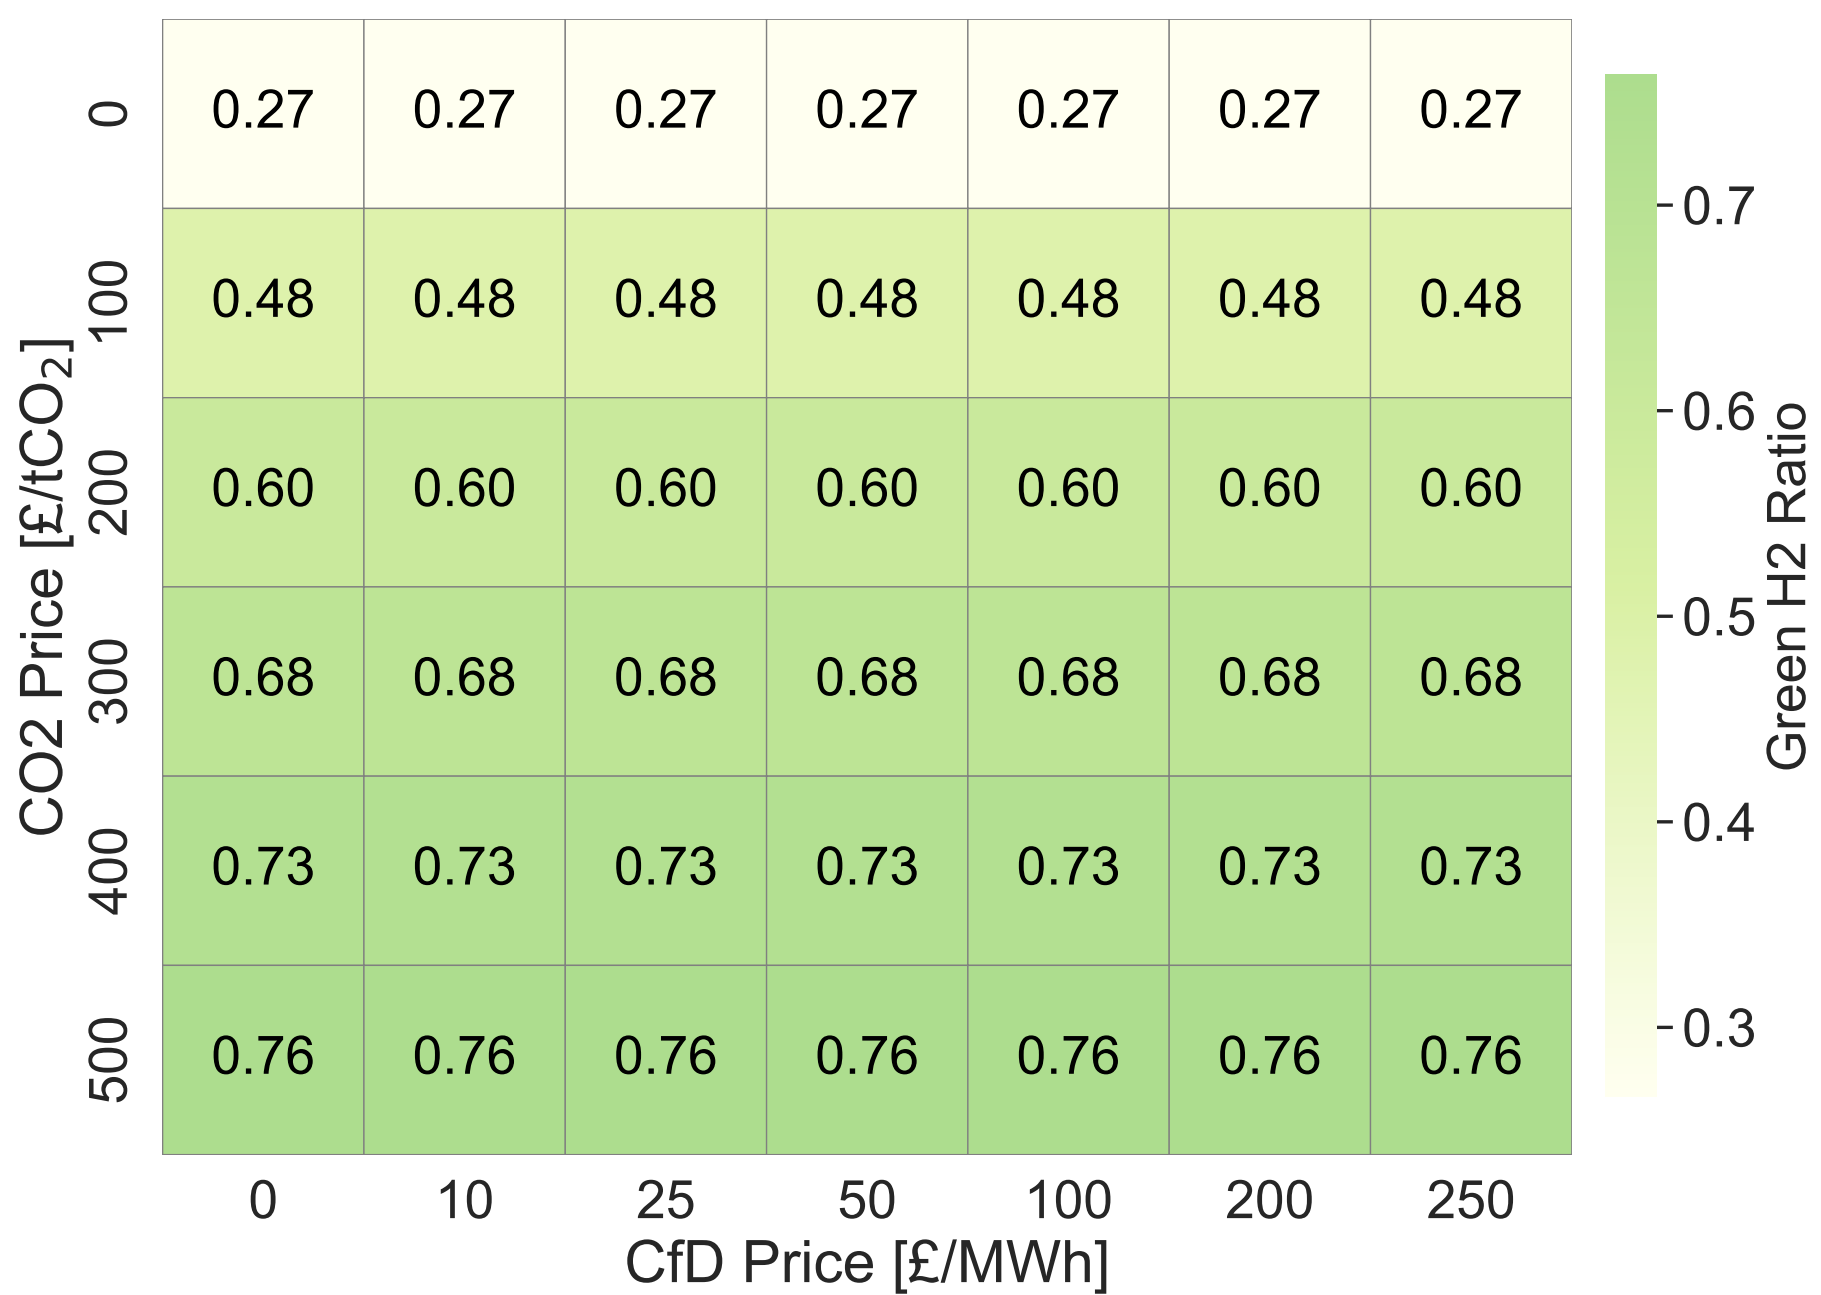 0 0.27 0.27 0.27 0.27 0.27 0.27 0.27
100 0.48 0.48 0.48 0.48 0.48 0.48 0.48
200 0.60 0.60 0.60 0.60 0.60 0.60 0.60
300 0.68 0.68 0.68 0.68 0.68 0.68 0.68
400 0.73 0.73 0.73 0.73 0.73 0.73 0.73
500 0.76 0.76 0.76 0.76 0.76 0.76 0.76
0 10 25 50 100 200 250
CfD Price [£/MWh]
CO2 Price [£/tCO₂]
0.7
0.6
0.5
0.4
0.3
Green H2 Ratio